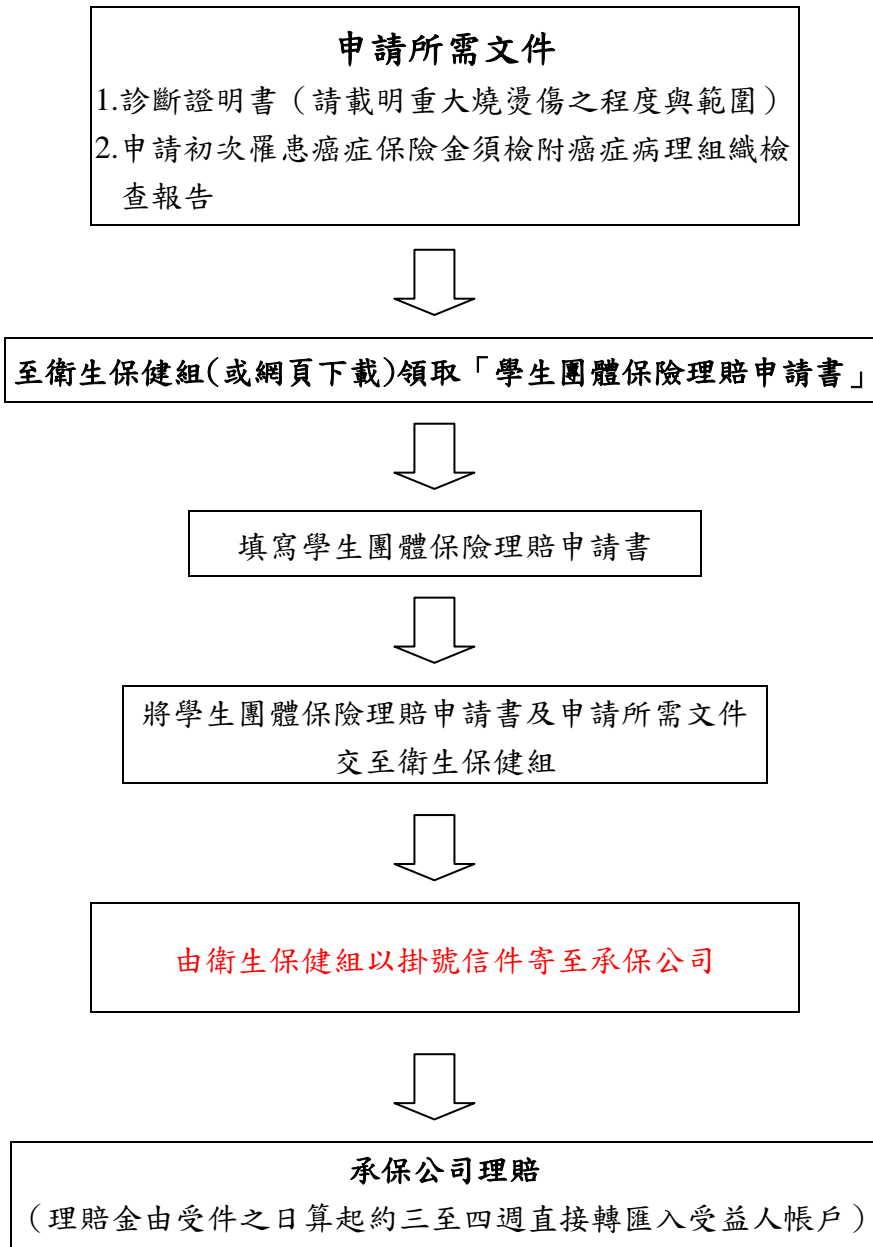 申請所需文件
1.診斷證明書（請載明重大燒燙傷之程度與範圍）
2.申請初次罹患癌症保險金須檢附癌症病理組織檢
查報告
至衛生保健組(或網頁下載)領取「學生團體保險理賠申請書」
填寫學生團體保險理賠申請書
將學生團體保險理賠申請書及申請所需文件
交至衛生保健組
由衛生保健組以掛號信件寄至承保公司
承保公司理賠
（理賠金由受件之日算起約三至四週直接轉匯入受益人帳戶）